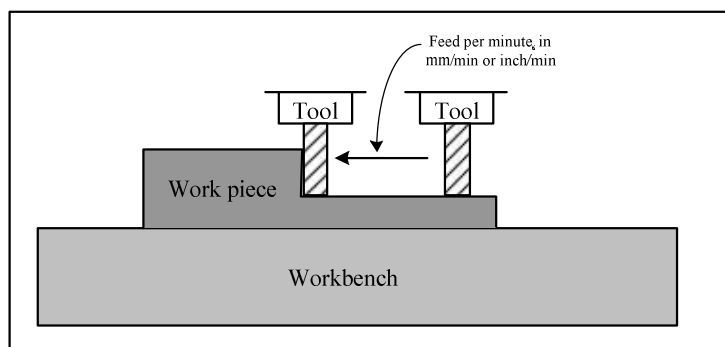 Feed per minute, in
mm/min or inch/min
Tool
Tool
Work piece
Workbench